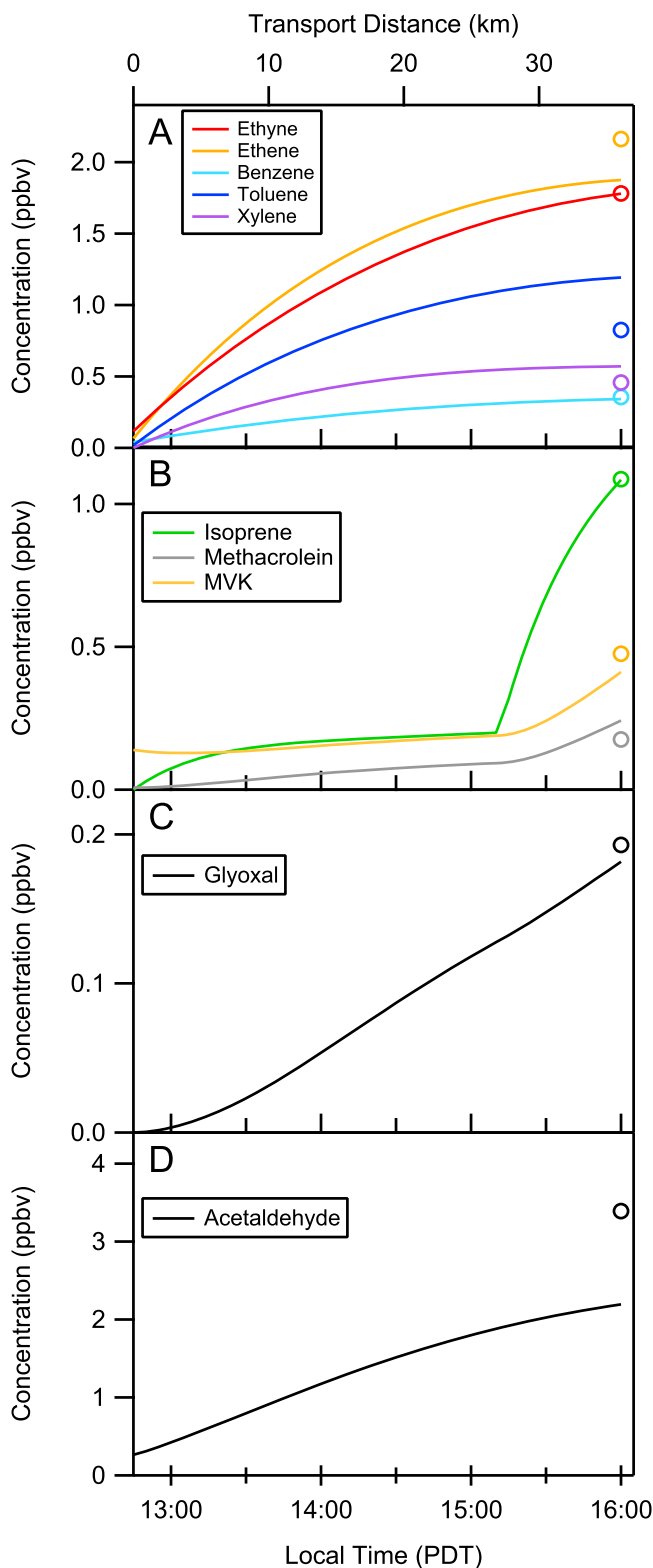 Transport Distance (km)
0 10 20 30
A
Ethyne
Ethene
Benzene
Toluene
Xylene
Concentration (ppbv)
2.0
1.5
1.0
0.5
0.0
B
Isoprene
Methacrolein
MVK
Concentration (ppbv)
1.0
0.5
0.0
C
Glyoxal
Concentration (ppbv)
0.2
0.1
0.0
D
Acetaldehyde
Concentration (ppbv)
4
3
2
1
0
13:00 14:00 15:00 16:00
Local Time (PDT)